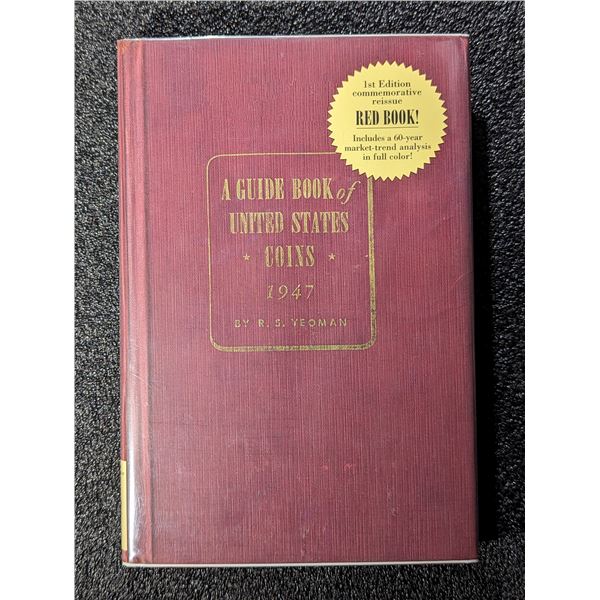 1st Edition
commemorative
reissue
RED BOOK!
Includes a 60-year
market-trend analysis
in full color!
A GUIDE BOOK of
UNITED STATES
★ COINS ★
1947
BY R. S. YEOMAN